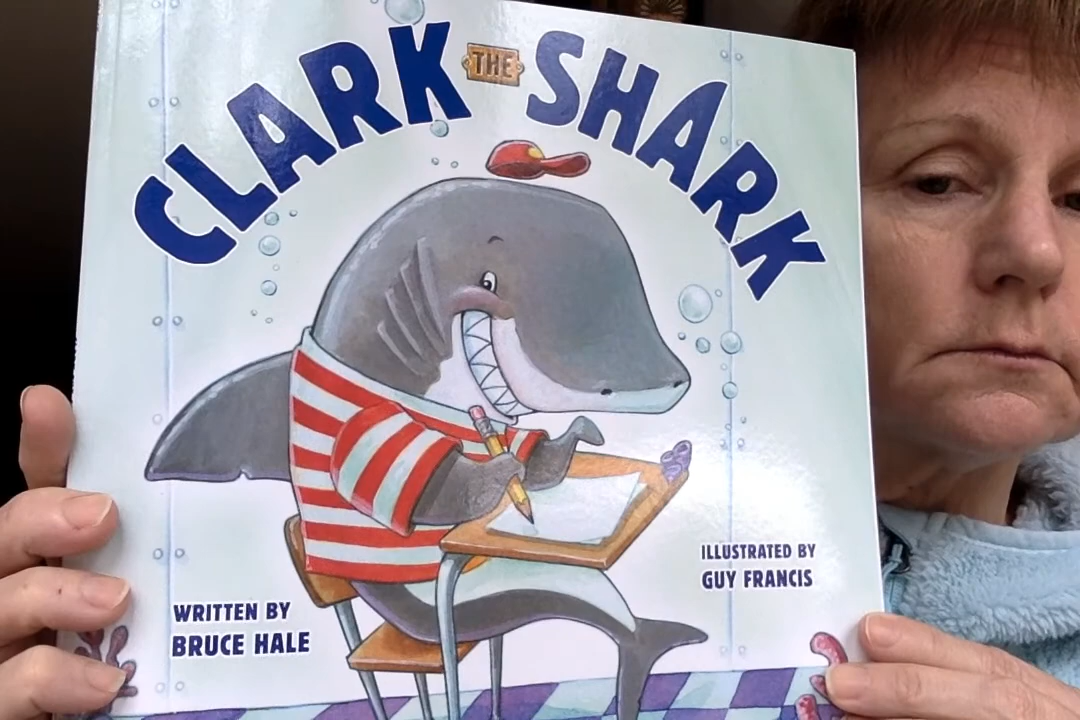 CLARK THE SHARK
ILLUSTRATED BY
GUY FRANCIS
WRITTEN BY
BRUCE HALE